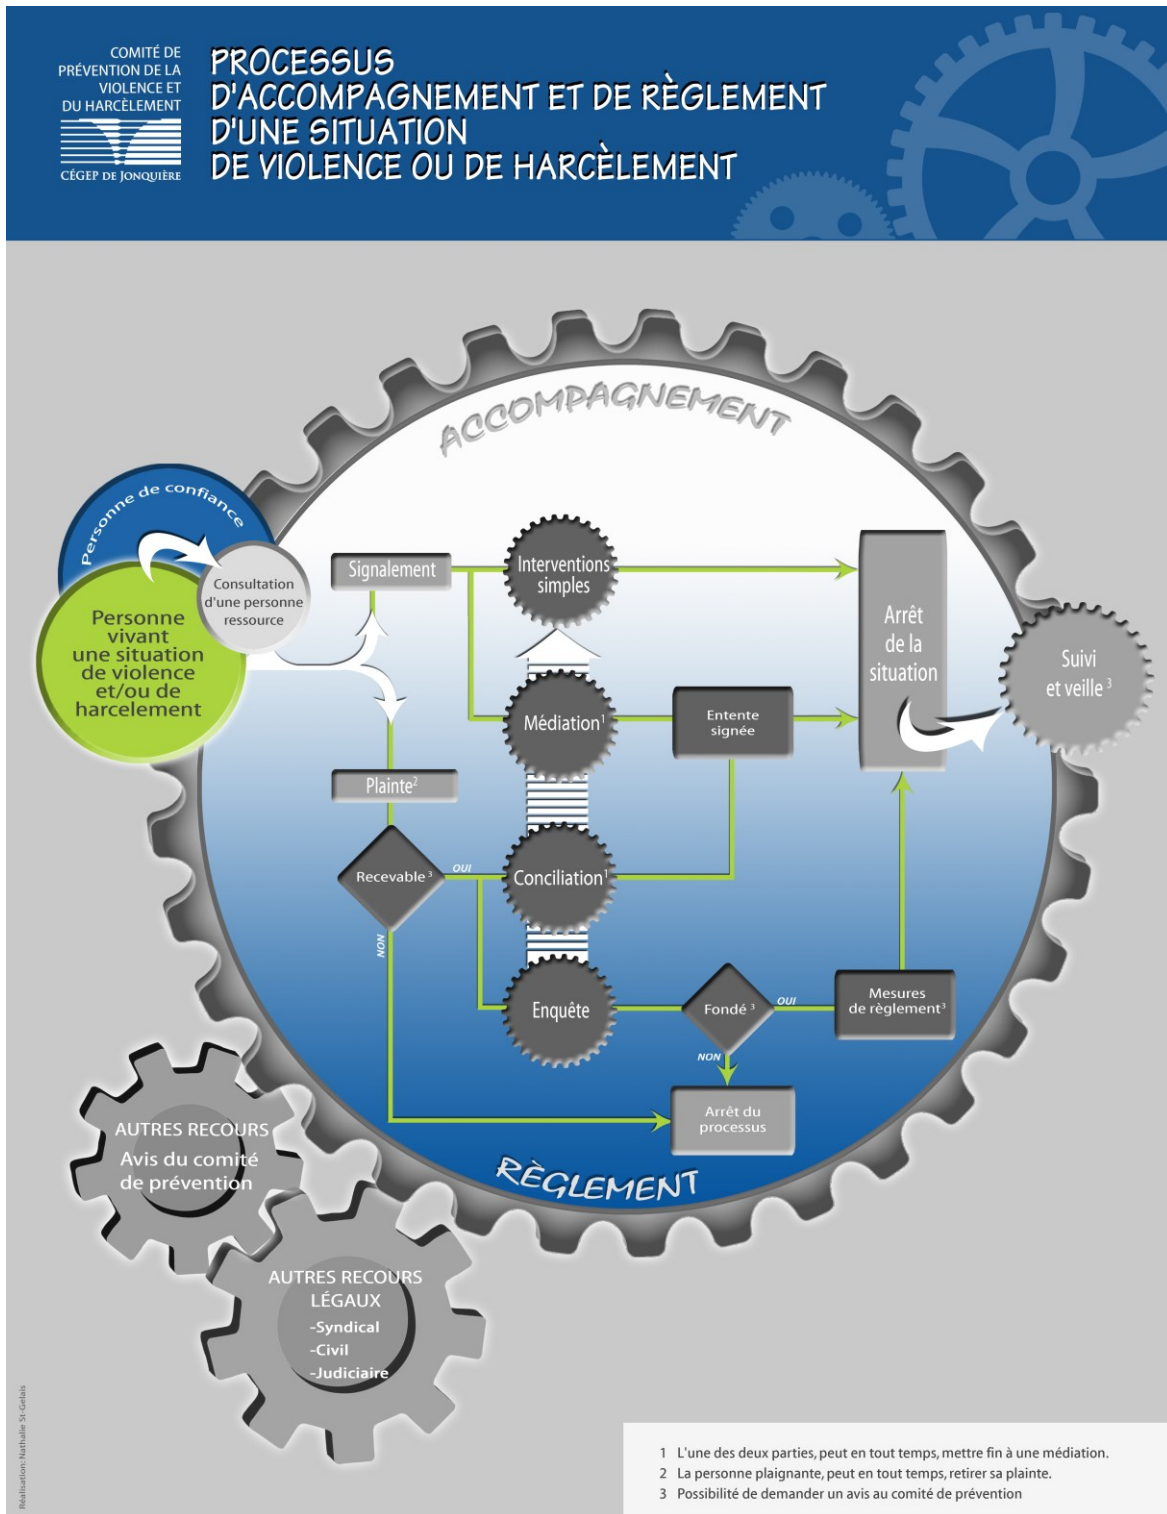 COMITÉ DE
PRÉVENTION DE LA
VIOLENCE ET
DU HARCÈLEMENT
CÉGEP DE JONQUIÈRE
PROCESSUS
D'ACCOMPAGNEMENT ET DE RÈGLEMENT
D'UNE SITUATION
DE VIOLENCE OU DE HARCÈLEMENT
ACCOMPAGNEMENT
Personne de confiance
Consultation
d'une personne
ressource
Personne
vivant
une situation
de violence
et/ou de
harcelement
Signalement
Interventions
simples
Arrêt
de la
situation
Suivi
et veille 3
Médiation1
Entente
signée
Plainte2
Recevable 3
OUI
NON
Conciliation1
Enquête
Fondé 3
OUI
NON
Mesures
de règlement3
Arrêt du
processus
RÈGLEMENT
AUTRES RECOURS
Avis du comité
de prévention
AUTRES RECOURS
LÉGAUX
-Syndical
-Civil
-Judiciaire
Réalisation: Nathalie St-Gelais
1 L'une des deux parties, peut en tout temps, mettre fin à une médiation.
2 La personne plaignante, peut en tout temps, retirer sa plainte.
3 Possibilité de demander un avis au comité de prévention